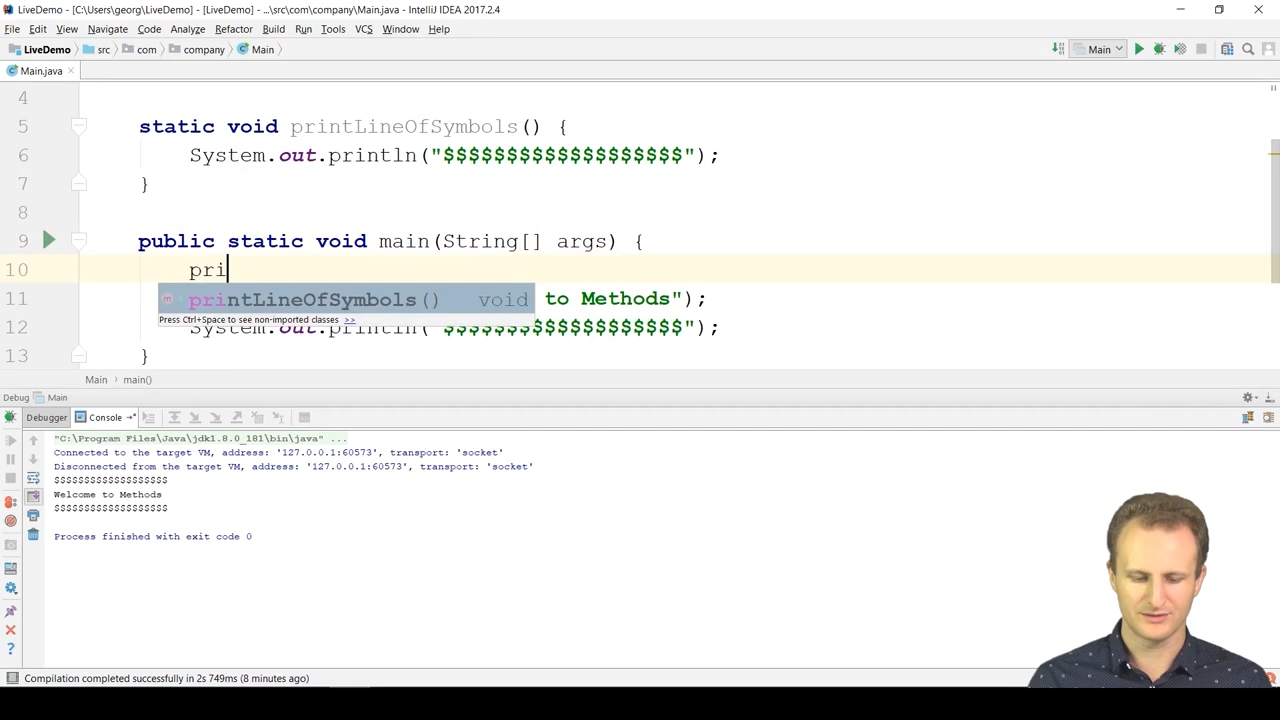 LiveDemo - [C:\Users\georg\LiveDemo] - [LiveDemo] - ...\src\com\company\Main.java - IntelliJ IDEA 2017.2.4
File Edit View Navigate Code Analyze Refactor Build Run Tools VCS Window Help
LiveDemo src com company Main Main
Main.java
4
5 static void printLineOfSymbols() {
6 System.out.println("$$$$$$$$$$$$$$$$$$$");
7 }
8
9 public static void main(String[] args) {
10 pri
11 printLineOfSymbols() void to Methods");
Press Ctrl+Space to see non-imported classes >>
12 System.out.println("$$$$$$$$$$$$$$$$$$$");
13 }
Main main()
Debug Main
Debugger Console
"C:\Program Files\Java\jdk1.8.0_181\bin\java" ...
Connected to the target VM, address: '127.0.0.1:60573', transport: 'socket'
Disconnected from the target VM, address: '127.0.0.1:60573', transport: 'socket'
$$$$$$$$$$$$$$$$$$$
Welcome to Methods
$$$$$$$$$$$$$$$$$$$
Process finished with exit code 0
Compilation completed successfully in 2s 749ms (8 minutes ago)